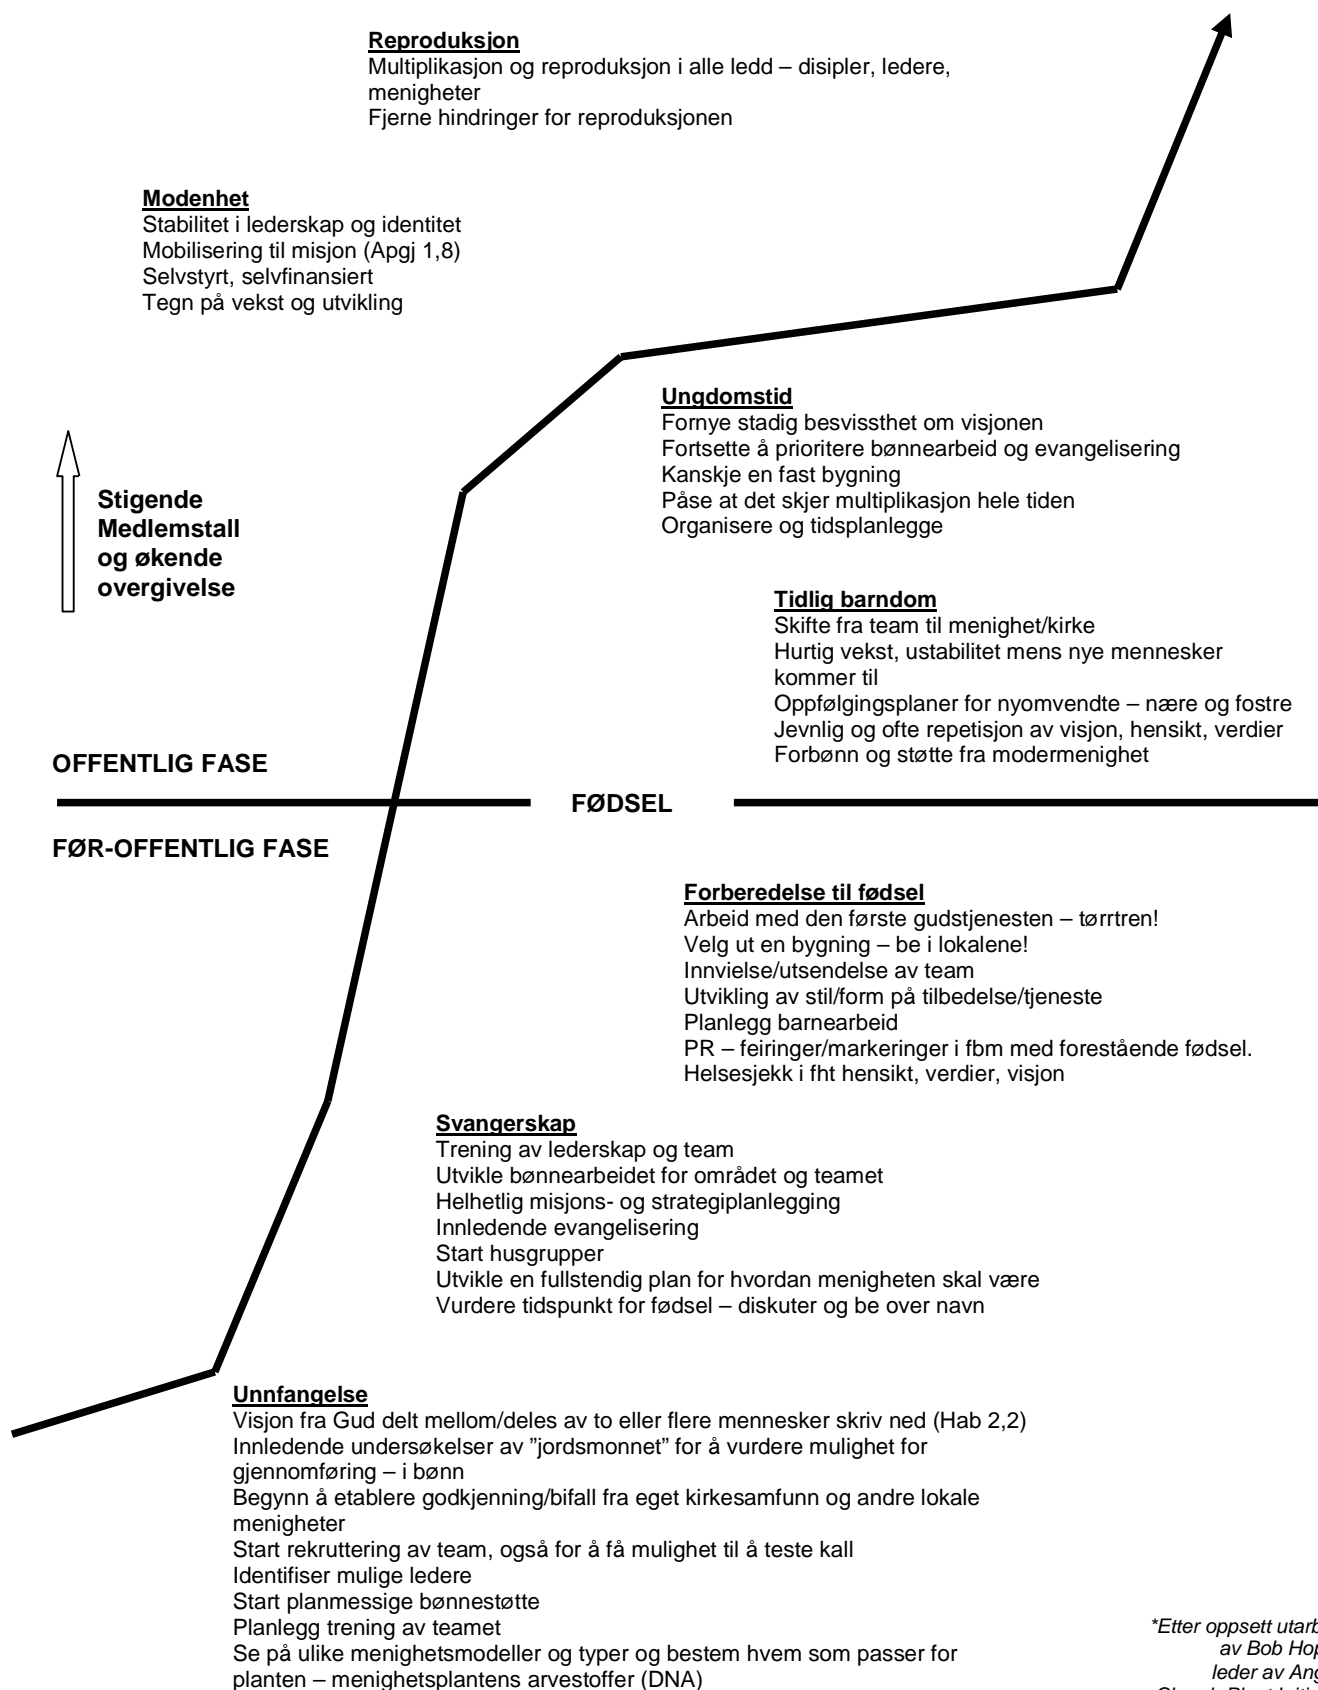 Reproduksjon
Multiplikasjon og reproduksjon i alle ledd – disipler, ledere,
menigheter
Fjerne hindringer for reproduksjonen
Modenhet
Stabilitet i lederskap og identitet
Mobilisering til misjon (Apgj 1,8)
Selvstyrt, selvfinansiert
Tegn på vekst og utvikling
Ungdomstid
Fornye stadig besvissthet om visjonen
Fortsette å prioritere bønnearbeid og evangelisering
Kanskje en fast bygning
Påse at det skjer multiplikasjon hele tiden
Organisere og tidsplanlegge
Stigende
Medlemstall
og økende
overgivelse
Tidlig barndom
Skifte fra team til menighet/kirke
Hurtig vekst, ustabilitet mens nye mennesker
kommer til
Oppfølgingsplaner for nyomvendte – nære og fostre
Jevnlig og ofte repetisjon av visjon, hensikt, verdier
Forbønn og støtte fra modermenighet
OFFENTLIG FASE
FØDSEL
FØR-OFFENTLIG FASE
Forberedelse til fødsel
Arbeid med den første gudstjenesten – tørrtren!
Velg ut en bygning – be i lokalene!
Innvielse/utsendelse av team
Utvikling av stil/form på tilbedelse/tjeneste
Planlegg barnearbeid
PR – feiringer/markeringer i fbm med forestående fødsel.
Helsesjekk i fht hensikt, verdier, visjon
Svangerskap
Trening av lederskap og team
Utvikle bønnearbeidet for området og teamet
Helhetlig misjons- og strategiplanlegging
Innledende evangelisering
Start husgrupper
Utvikle en fullstendig plan for hvordan menigheten skal være
Vurdere tidspunkt for fødsel – diskuter og be over navn
Unnfangelse
Visjon fra Gud delt mellom/deles av to eller flere mennesker skriv ned (Hab 2,2)
Innledende undersøkelser av ”jordsmonnet” for å vurdere mulighet for
gjennomføring – i bønn
Begynn å etablere godkjenning/bifall fra eget kirkesamfunn og andre lokale
menigheter
Start rekruttering av team, også for å få mulighet til å teste kall
Identifiser mulige ledere
Start planmessige bønnestøtte
Planlegg trening av teamet
Se på ulike menighetsmodeller og typer og bestem hvem som passer for
planten – menighetsplantens arvestoffer (DNA)
*Etter oppsett
av Bob
leder av